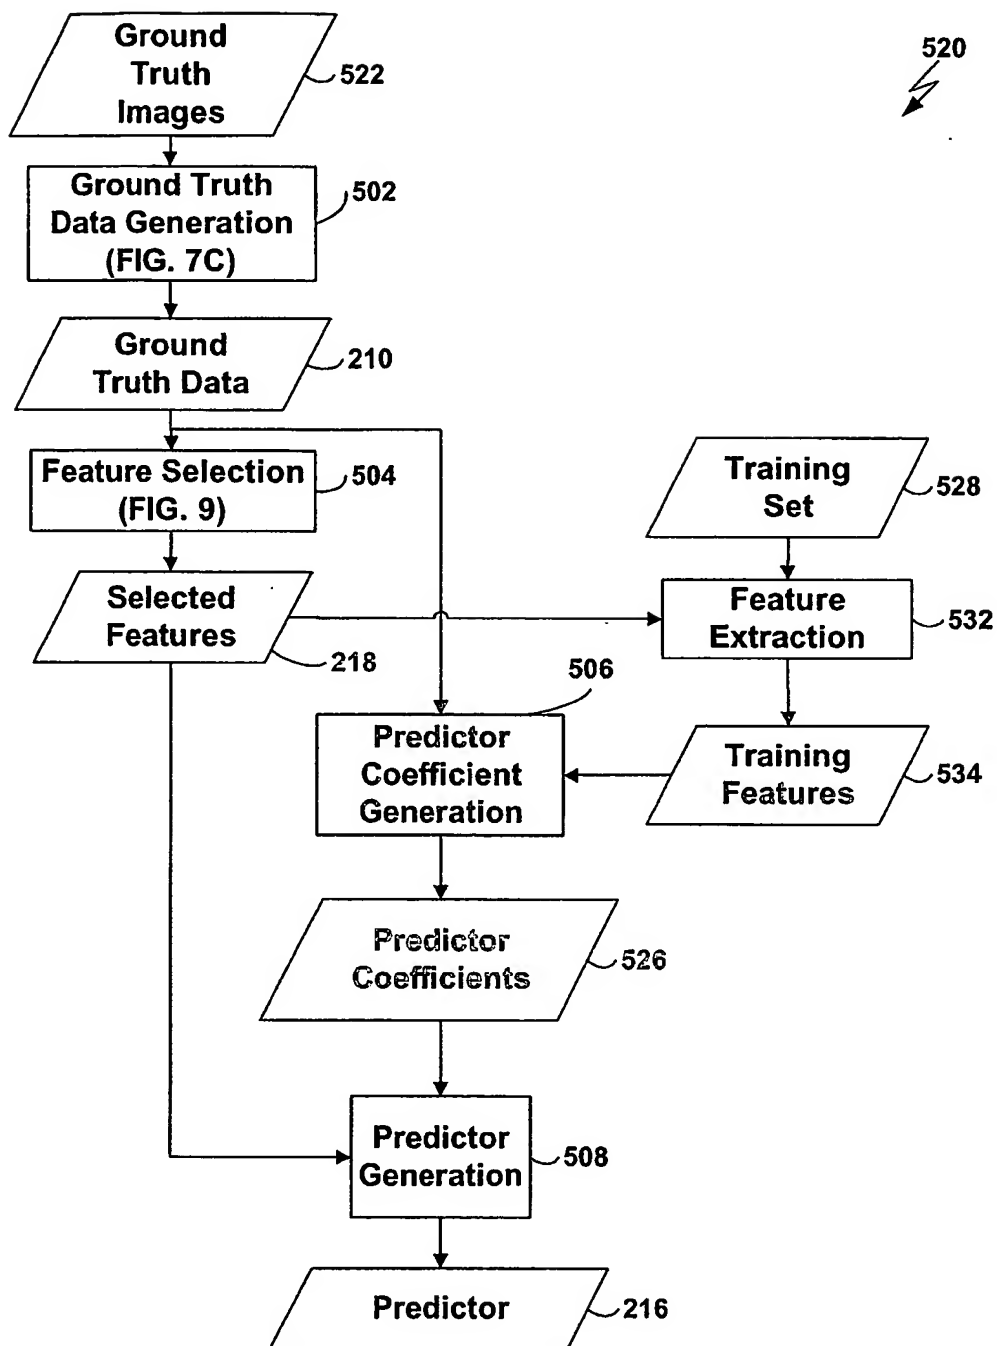 Ground
Truth
Images
522
520
Ground Truth
Data Generation
(FIG. 7C)
502
Ground
Truth Data
210
Feature Selection
(FIG. 9)
504
Training
Set
528
Selected
Features
218
Feature
Extraction
532
506
Predictor
Coefficient
Generation
Training
Features
534
Predictor
Coefficients
526
Predictor
Generation
508
Predictor
216